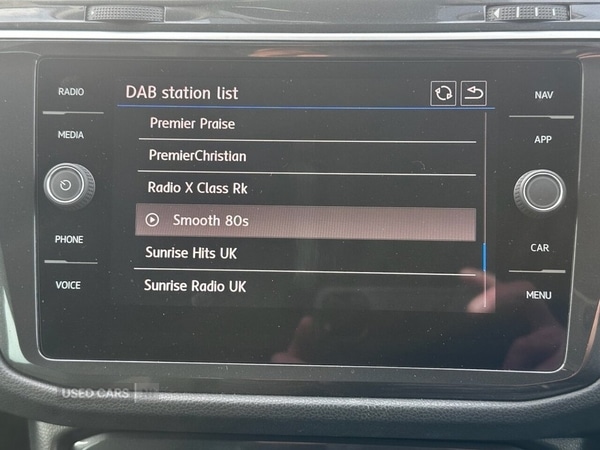 RADIO
MEDIA
PHONE
VOICE
DAB station list
Premier Praise
PremierChristian
Radio X Class Rk
Smooth 80s
Sunrise Hits UK
Sunrise Radio UK
NAV
APP
CAR
MENU
USED CARS NI